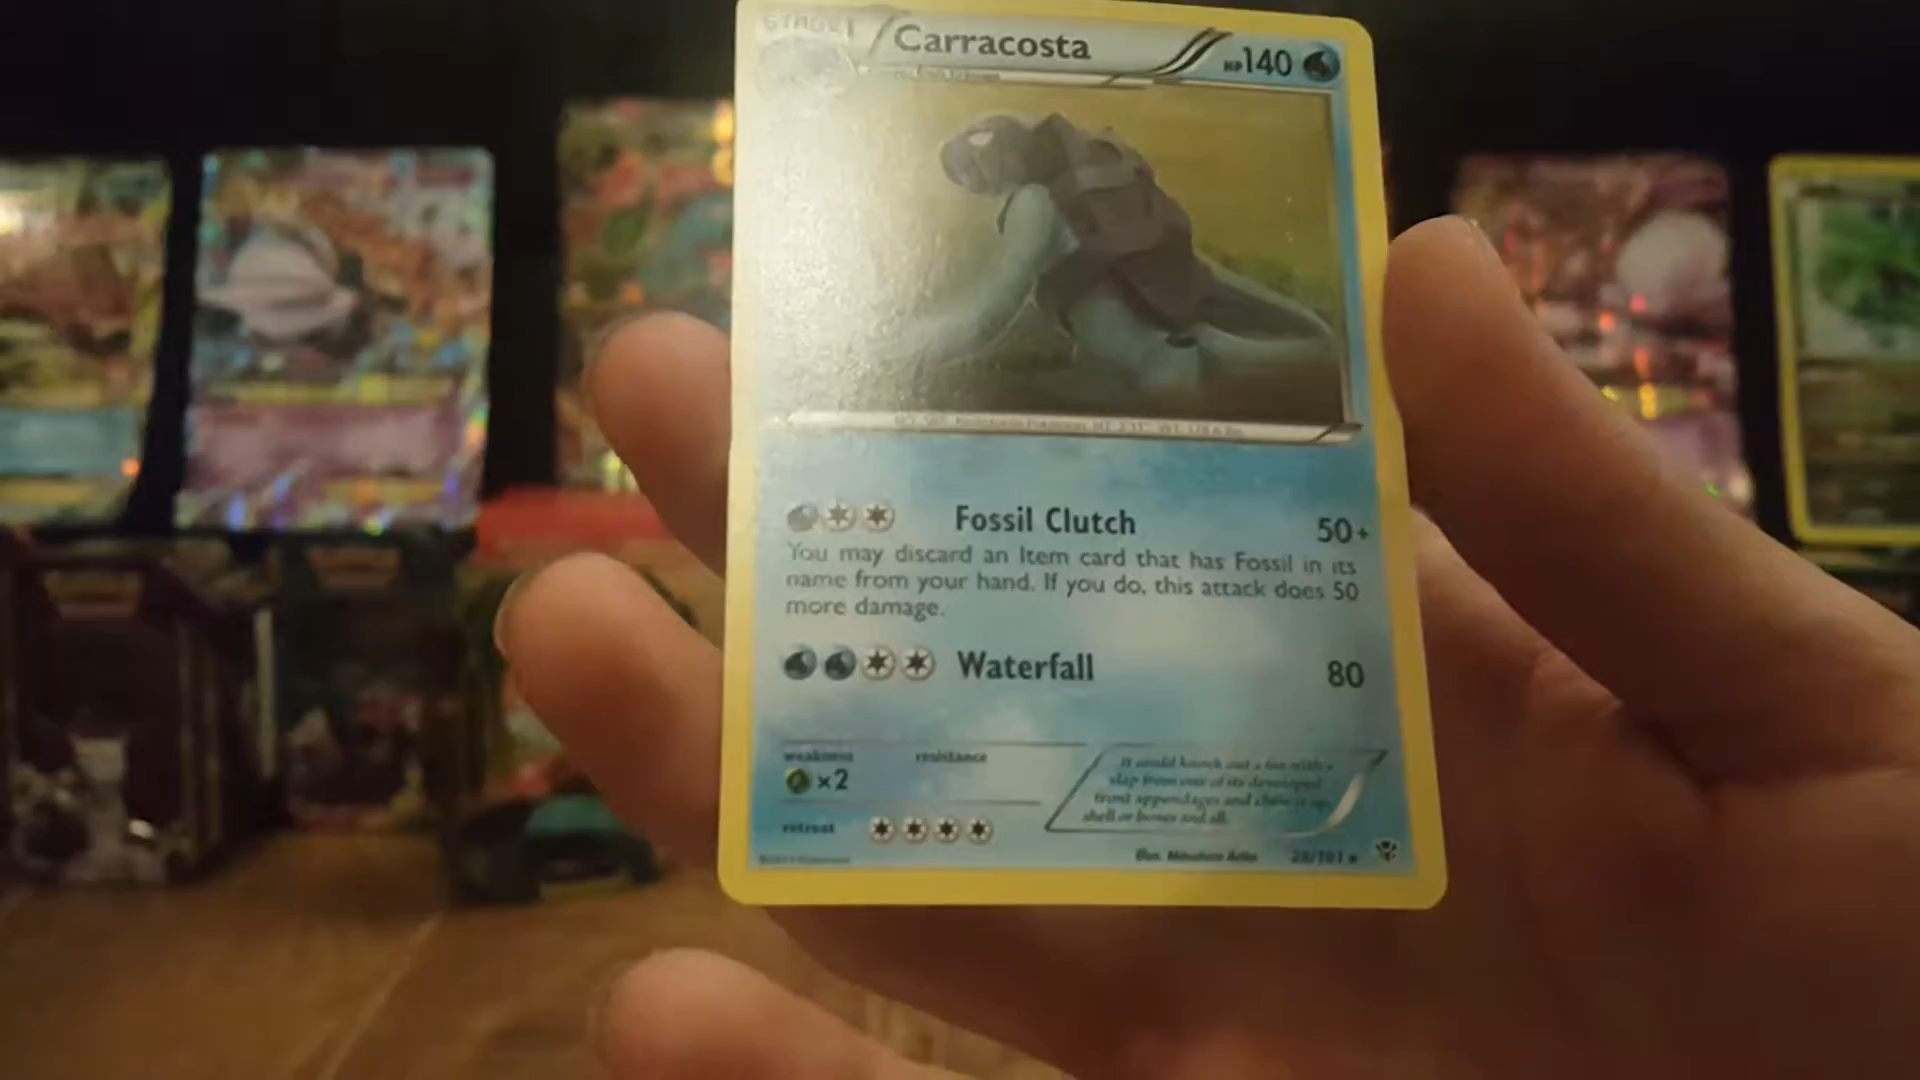 STAGE 1
Carracosta
HP 140
Fossil Clutch
50+
You may discard an Item card that has Fossil in its
name from your hand. If you do, this attack does 50
more damage.
Waterfall
80
weakness
resistance
×2
It could knock out a foe with a
slap from one of its developed
front appendages and chew it up,
shell or bones and all.
retreat
Illus. Mitsuhiro Arita
28/101